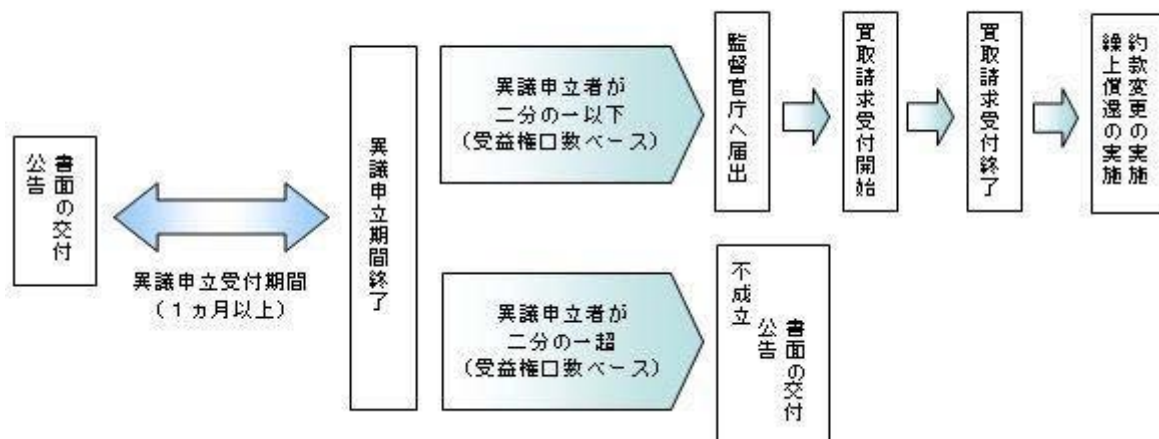 書面の交付
公告
異議申立受付期間
（１ヵ月以上）
異議申立期間終了
異議申立者が
二分の一以下
（受益権口数ベース）
監督官庁へ届出
買取請求受付開始
買取請求受付終了
約款変更の実施
繰上償還の実施
異議申立者が
二分の一超
（受益権口数ベース）
不成立
書面の交付
公告